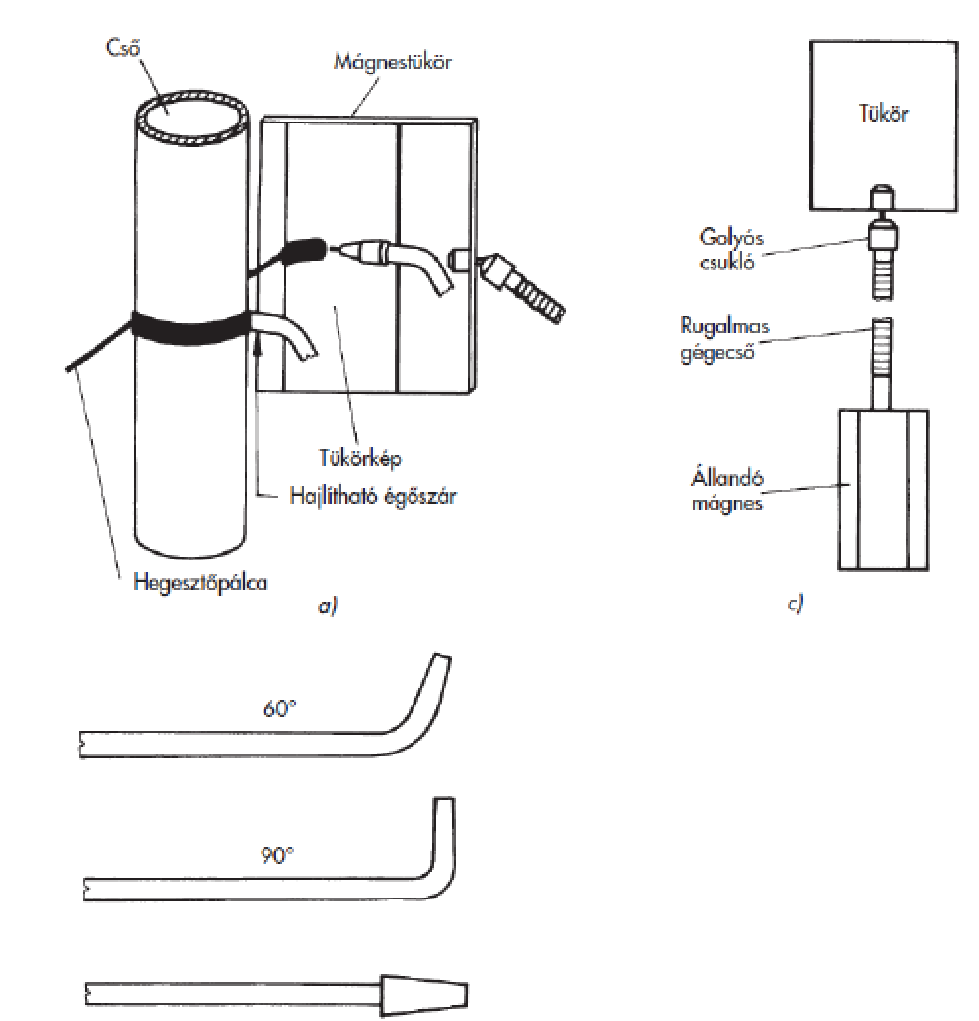 Cső
Mágnestükör
Tükörkép
Hajlítható égőszár
Hegesztőpálca
a)
Tükör
Golyós
csukló
Rugalmas
gégecső
Állandó
mágnes
c)
60°
90°